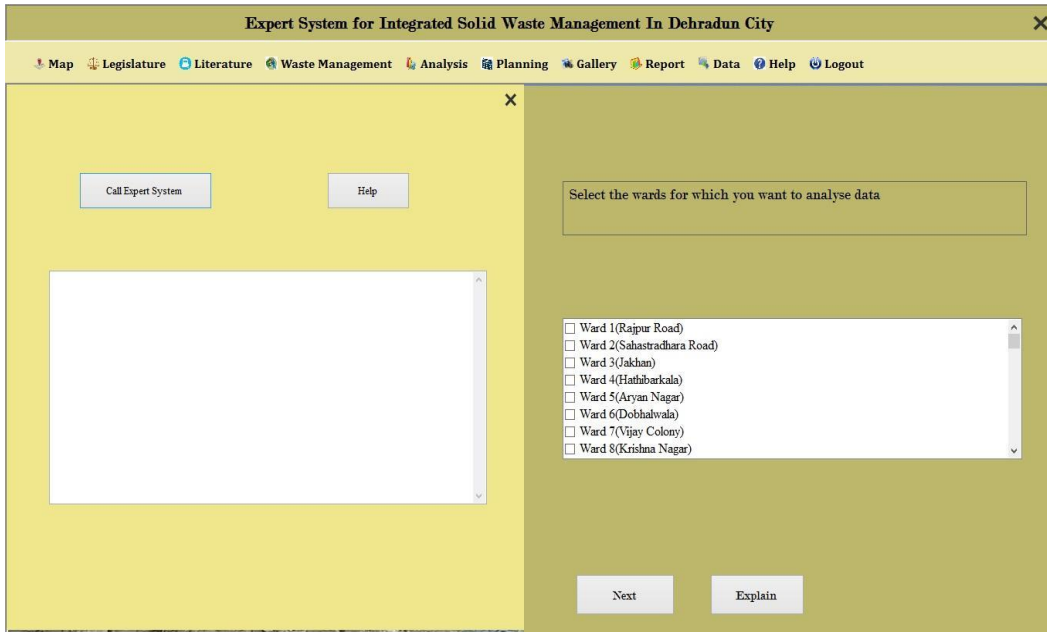 Expert System for Integrated Solid Waste Management In Dehradun City
Map Legislature Literature Waste Management Analysis Planning Gallery Report Data Help Logout
Call Expert System
Help
Select the wards for which you want to analyse data
Ward 1(Rajpur Road)
Ward 2(Sahastradhara Road)
Ward 3(Jakhan)
Ward 4(Hathibarkala)
Ward 5(Aryan Nagar)
Ward 6(Dobhalwala)
Ward 7(Vijay Colony)
Ward 8(Krishna Nagar)
Next
Explain